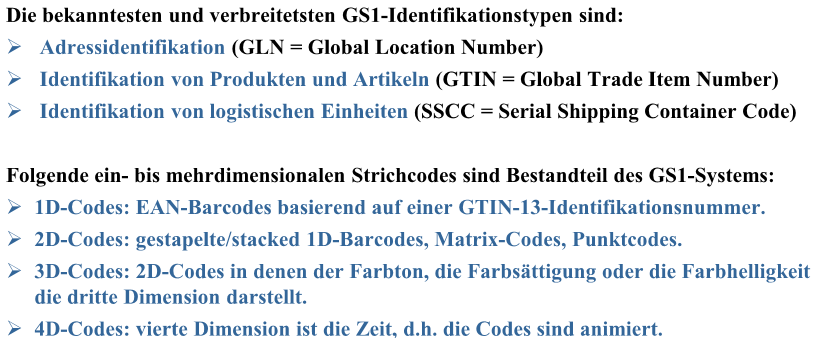 Die bekanntesten und verbreitetsten GS1-Identifikationstypen sind:
➢ Adressidentifikation (GLN = Global Location Number)
➢ Identifikation von Produkten und Artikeln (GTIN = Global Trade Item Number)
➢ Identifikation von logistischen Einheiten (SSCC = Serial Shipping Container Code)
Folgende ein- bis mehrdimensionalen Strichcodes sind Bestandteil des GS1-Systems:
➢ 1D-Codes: EAN-Barcodes basierend auf einer GTIN-13-Identifikationsnummer.
➢ 2D-Codes: gestapelte/stacked 1D-Barcodes, Matrix-Codes, Punktcodes.
➢ 3D-Codes: 2D-Codes in denen der Farbton, die Farbsättigung oder die Farbhelligkeit
die dritte Dimension darstellt.
➢ 4D-Codes: vierte Dimension ist die Zeit, d.h. die Codes sind animiert.